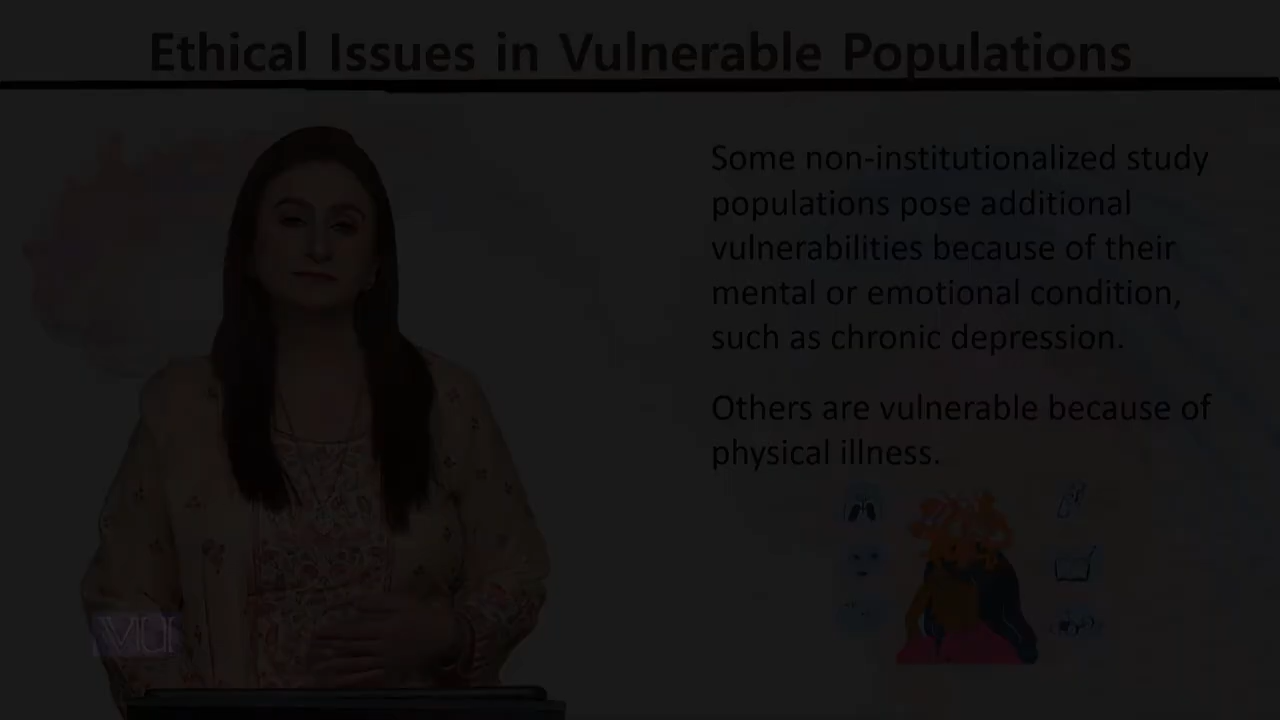 Ethical Issues in Vulnerable Populations
Some non-institutionalized study
populations pose additional
vulnerabilities because of their
mental or emotional condition,
such as chronic depression.
Others are vulnerable because of
physical illness.
VU